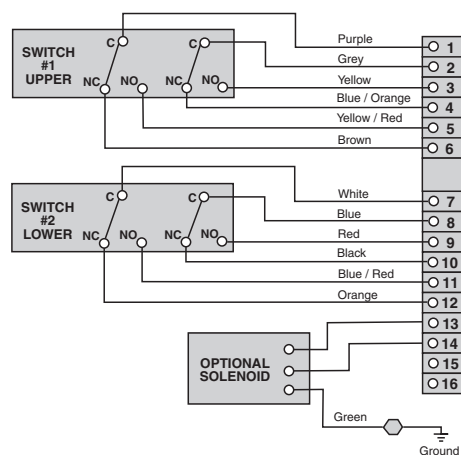 SWITCH
#1
UPPER
C
C
NC
NO
NC
NO
Purple
Grey
Yellow
Blue / Orange
Yellow / Red
Brown
1
2
3
4
5
6
SWITCH
#2
LOWER
C
C
NC
NO
NC
NO
White
Blue
Red
Black
Blue / Red
Orange
7
8
9
10
11
12
13
14
15
16
OPTIONAL
SOLENOID
Green
Ground